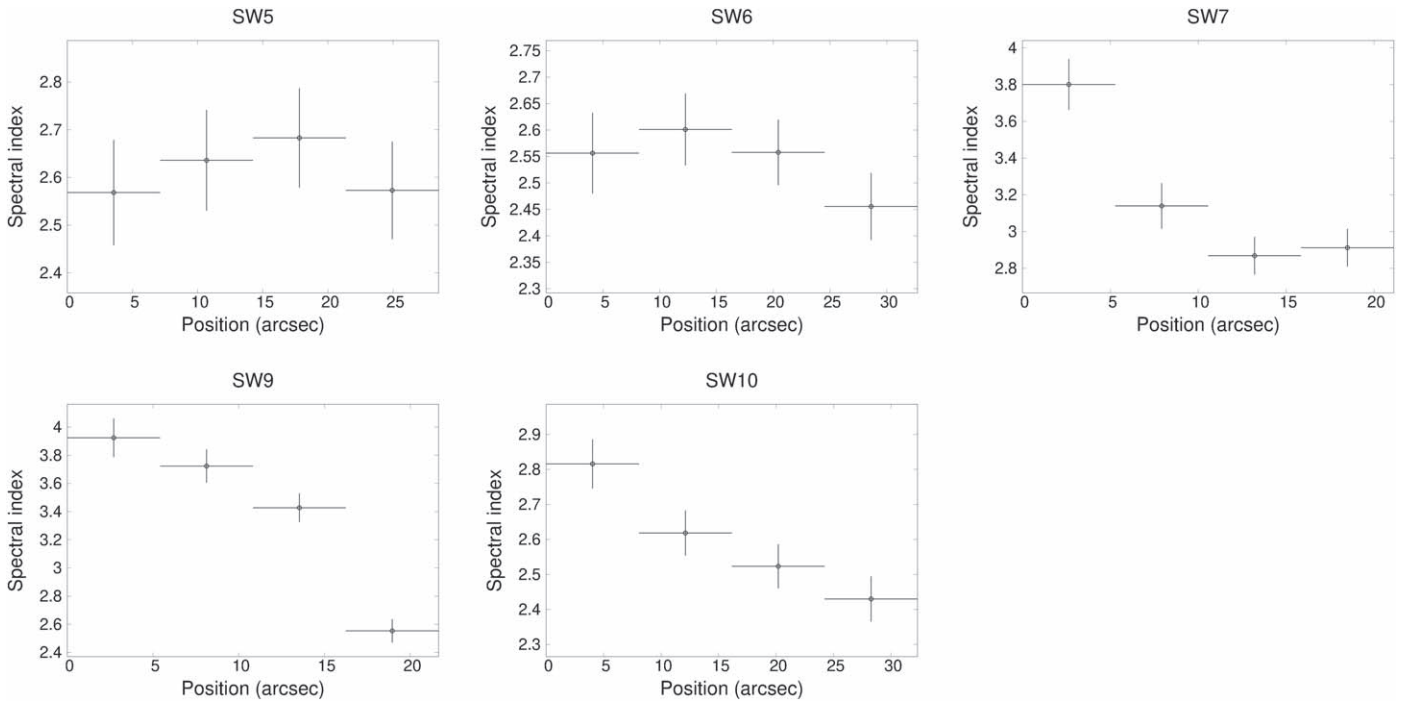 SW5
Spectral index
2.8
2.7
2.6
2.5
2.4
0 5 10 15 20 25
Position (arcsec)
SW6
Spectral index
2.75
2.7
2.65
2.6
2.55
2.5
2.45
2.4
2.35
2.3
0 5 10 15 20 25 30
Position (arcsec)
SW7
Spectral index
4
3.8
3.6
3.4
3.2
3
2.8
0 5 10 15 20
Position (arcsec)
SW9
Spectral index
4
3.8
3.6
3.4
3.2
3
2.8
2.6
2.4
0 5 10 15 20
Position (arcsec)
SW10
Spectral index
2.9
2.8
2.7
2.6
2.5
2.4
2.3
0 5 10 15 20 25 30
Position (arcsec)